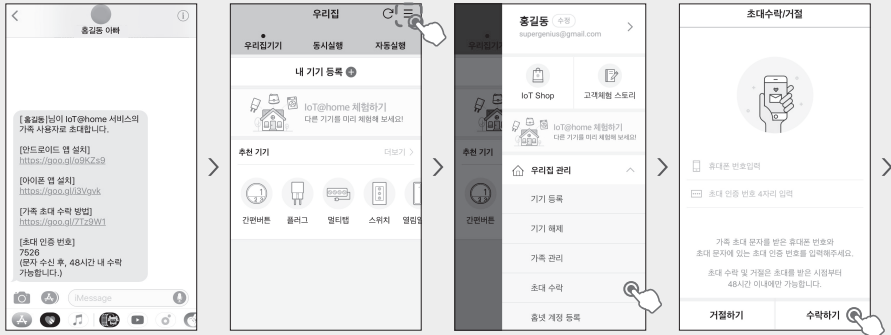 홍길동 아빠
[홍길동]님이 IoT@home 서비스의
가족 사용자로 초대합니다.
[안드로이드 앱 설치]
https://goo.gl/o9KZs9
[아이폰 앱 설치]
https://goo.gl/i3Vgvk
[가족 초대 수락 방법]
https://goo.gl/7Tz9W1
[초대 인증 번호]
7526
(문자 수신 후, 48시간 내 수락
가능합니다.)
iMessage
우리집
우리집기기 동시실행 자동실행
내 기기 등록
IoT@home 체험하기
다른 기기를 미리 체험해 보세요!
추천 기기 더보기
간편버튼 플러그 멀티탭 스위치
홍길동 수정
supergenius@gmail.com
우리집기
IoT Shop 고객체험 스토리
IoT@home 체험하기
다른 기기를 미리 체험해 보세요!
추천 기기
우리집 관리
간편버튼
기기 등록
기기 해제
가족 관리
초대 수락
홈넷 계정 등록
초대수락/거절
휴대폰 번호입력
초대 인증 번호 4자리 입력
가족 초대 문자를 받은 휴대폰 번호와
초대 문자에 있는 초대 인증 번호를 입력해주세요.
초대 수락 및 거절은 초대를 받은 시점부터
48시간 이내에만 가능합니다.
거절하기 수락하기